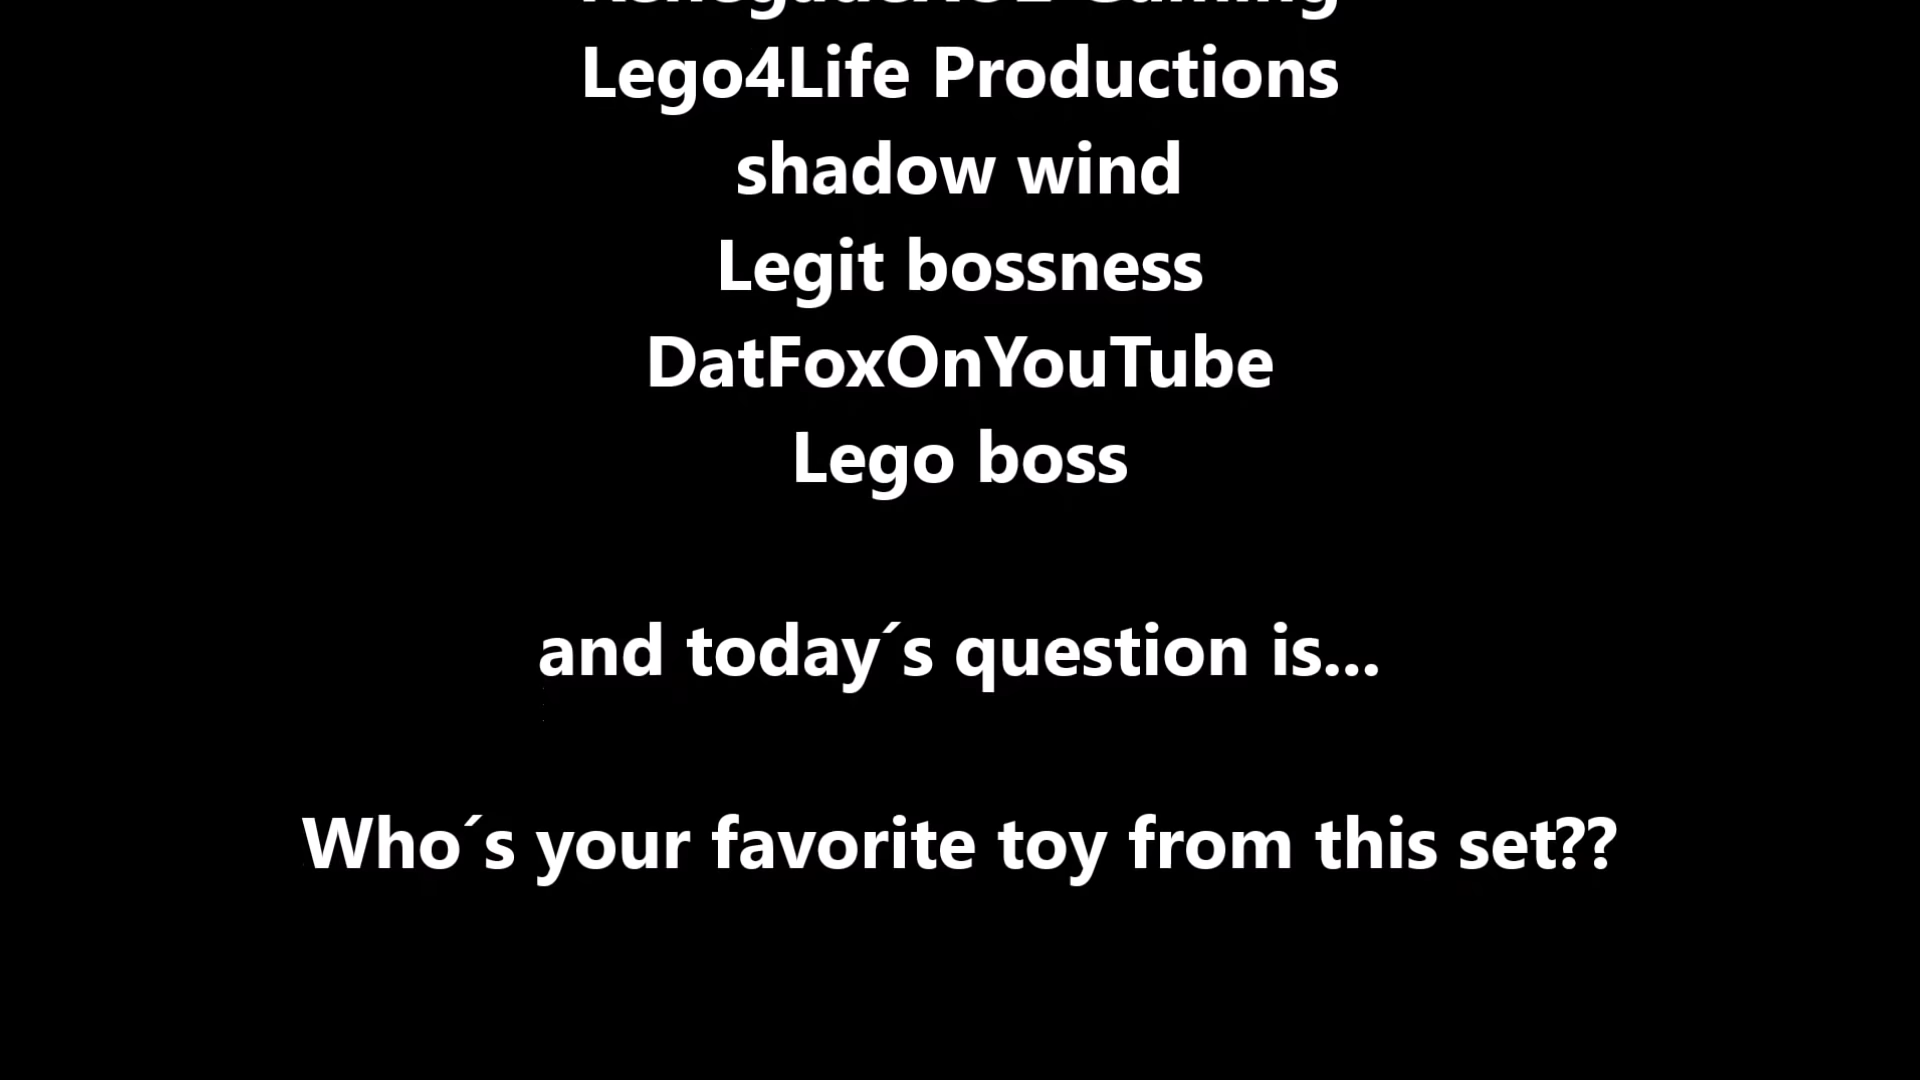 Gaming
Lego4Life Productions
shadow wind
Legit bossness
DatFoxOnYouTube
Lego boss
and today´s question is...
Who´s your favorite toy from this set??